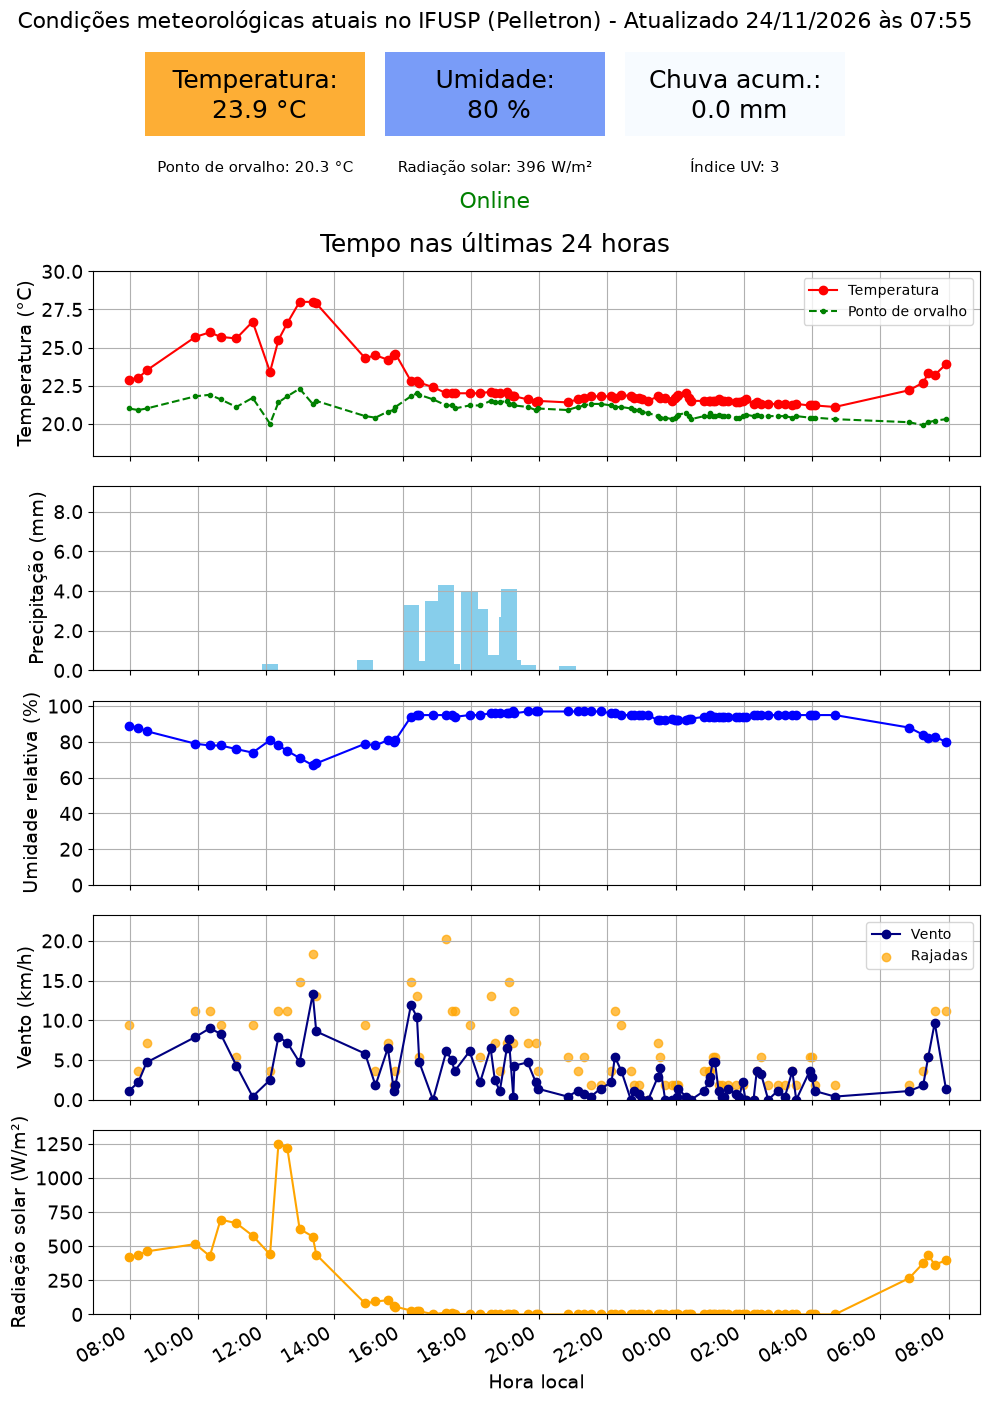 Condições meteorológicas atuais no IFUSP (Pelletron) - Atualizado 24/11/2026 às 07:55
Temperatura:
23.9 °C
Umidade:
80 %
Chuva acum.:
0.0 mm
Ponto de orvalho: 20.3 °C
Radiação solar: 396 W/m²
Índice UV: 3
Online
Tempo nas últimas 24 horas
Temperatura (°C)
30.0
27.5
25.0
22.5
20.0
Temperatura
Ponto de orvalho
Precipitação (mm)
8.0
6.0
4.0
2.0
0.0
Umidade relativa (%)
100
80
60
40
20
0
Vento (km/h)
20.0
15.0
10.0
5.0
0.0
Vento
Rajadas
Radiação solar (W/m²)
1250
1000
750
500
250
0
08:00
10:00
12:00
14:00
16:00
18:00
20:00
22:00
00:00
02:00
04:00
06:00
08:00
Hora local